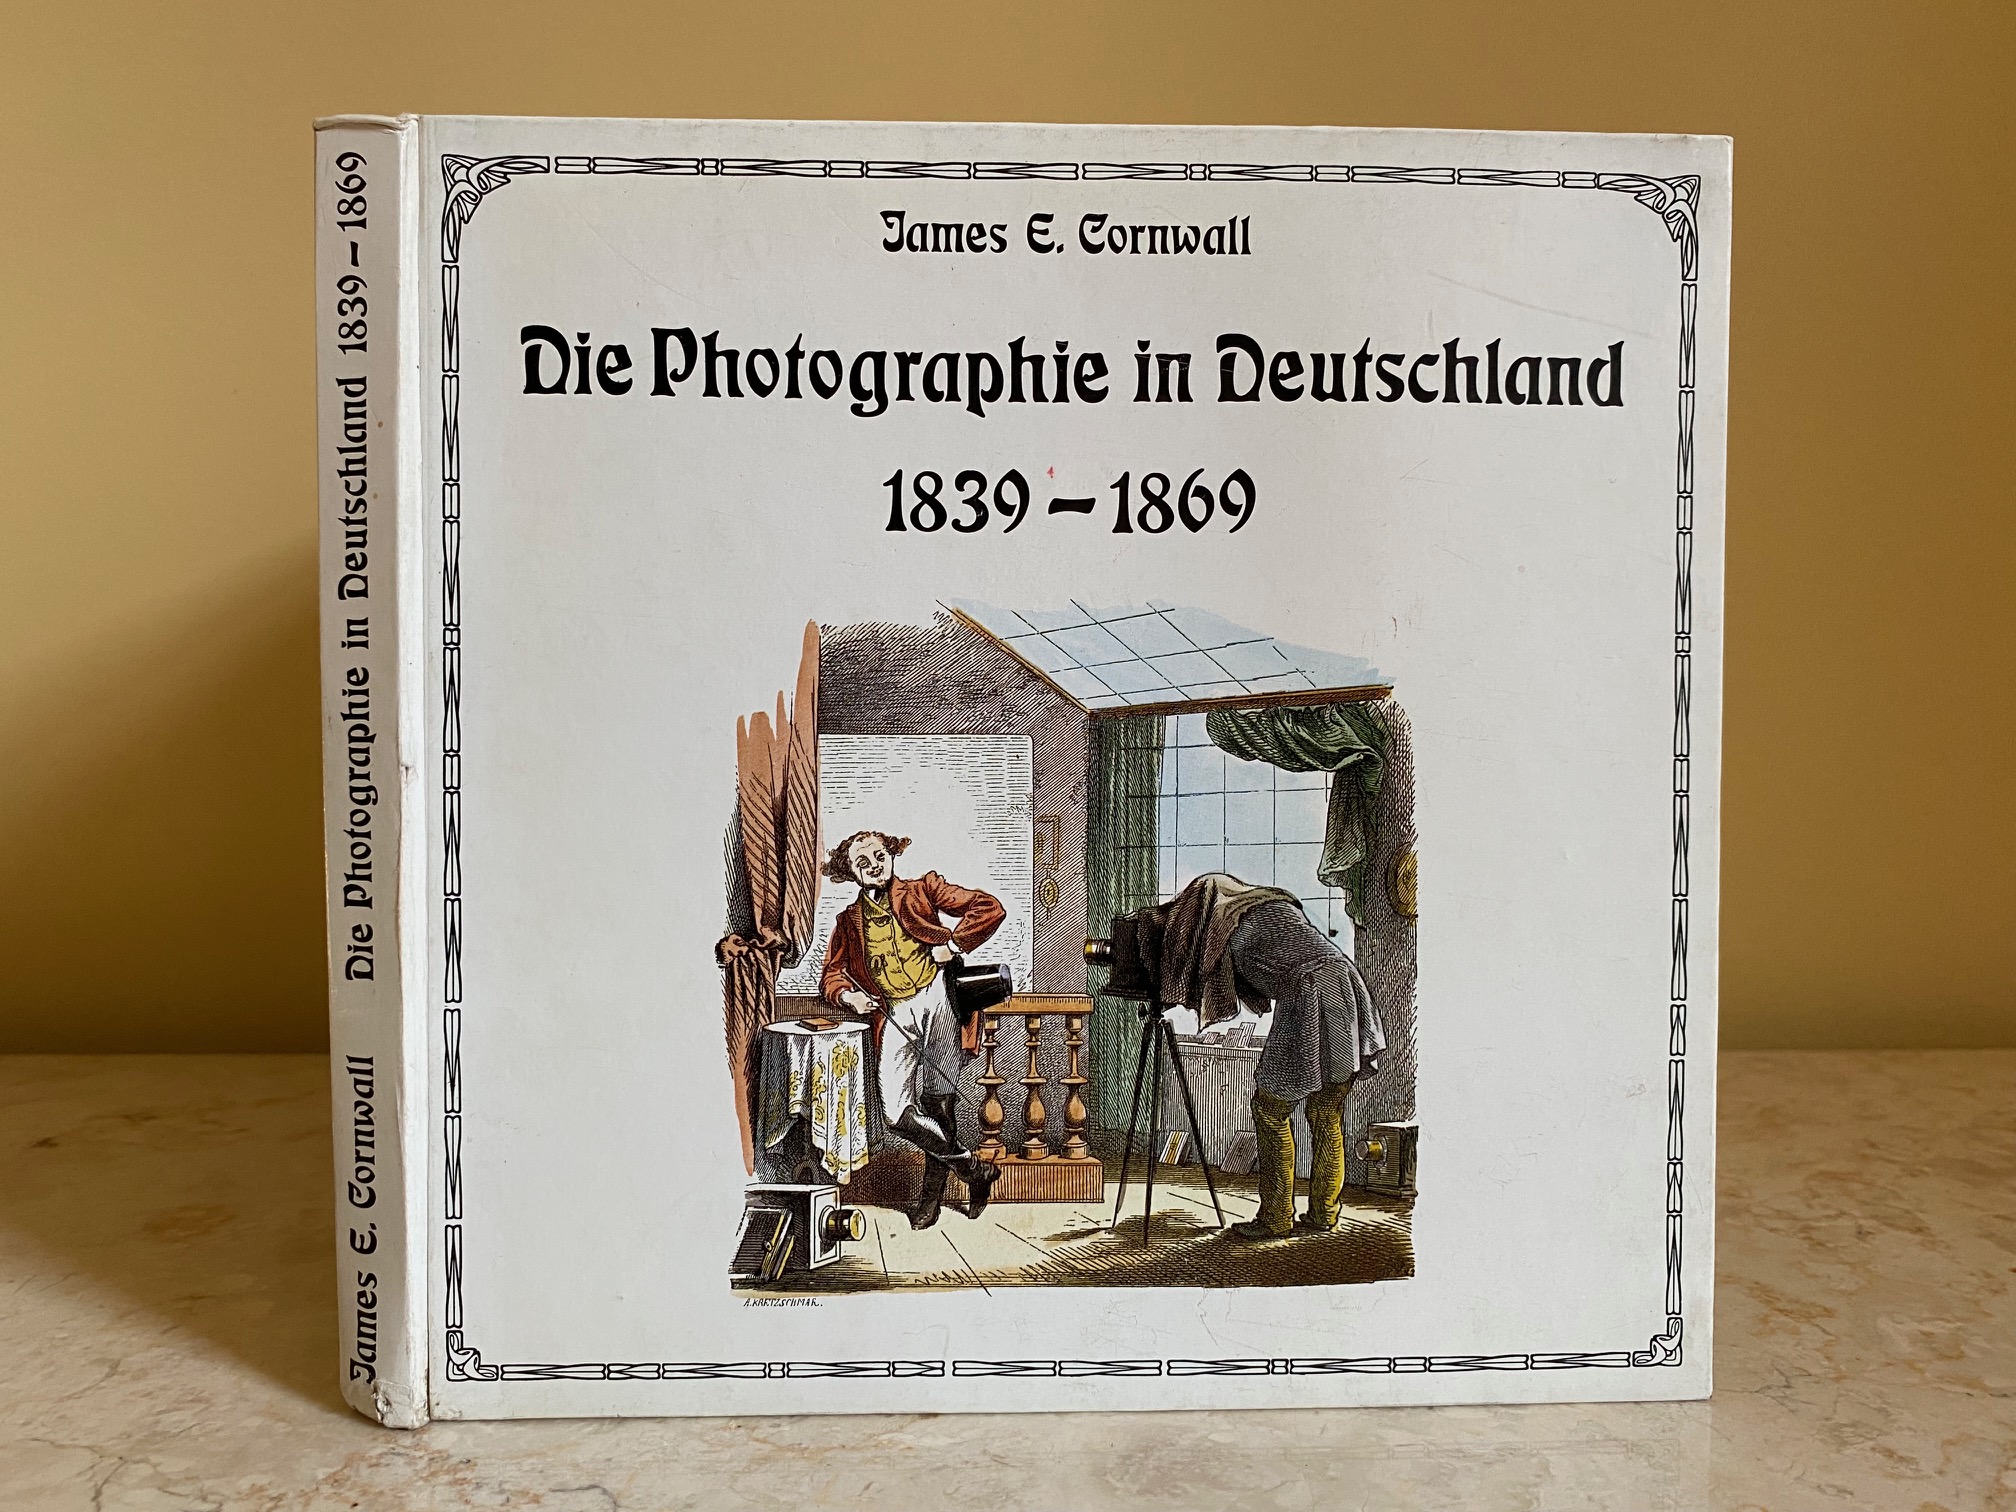 James E. Cornwall Die Photographie in Deutschland 1839–1869
James E. Cornwall
Die Photographie in Deutschland
1839–1869
A. KRETZSCHMAR.